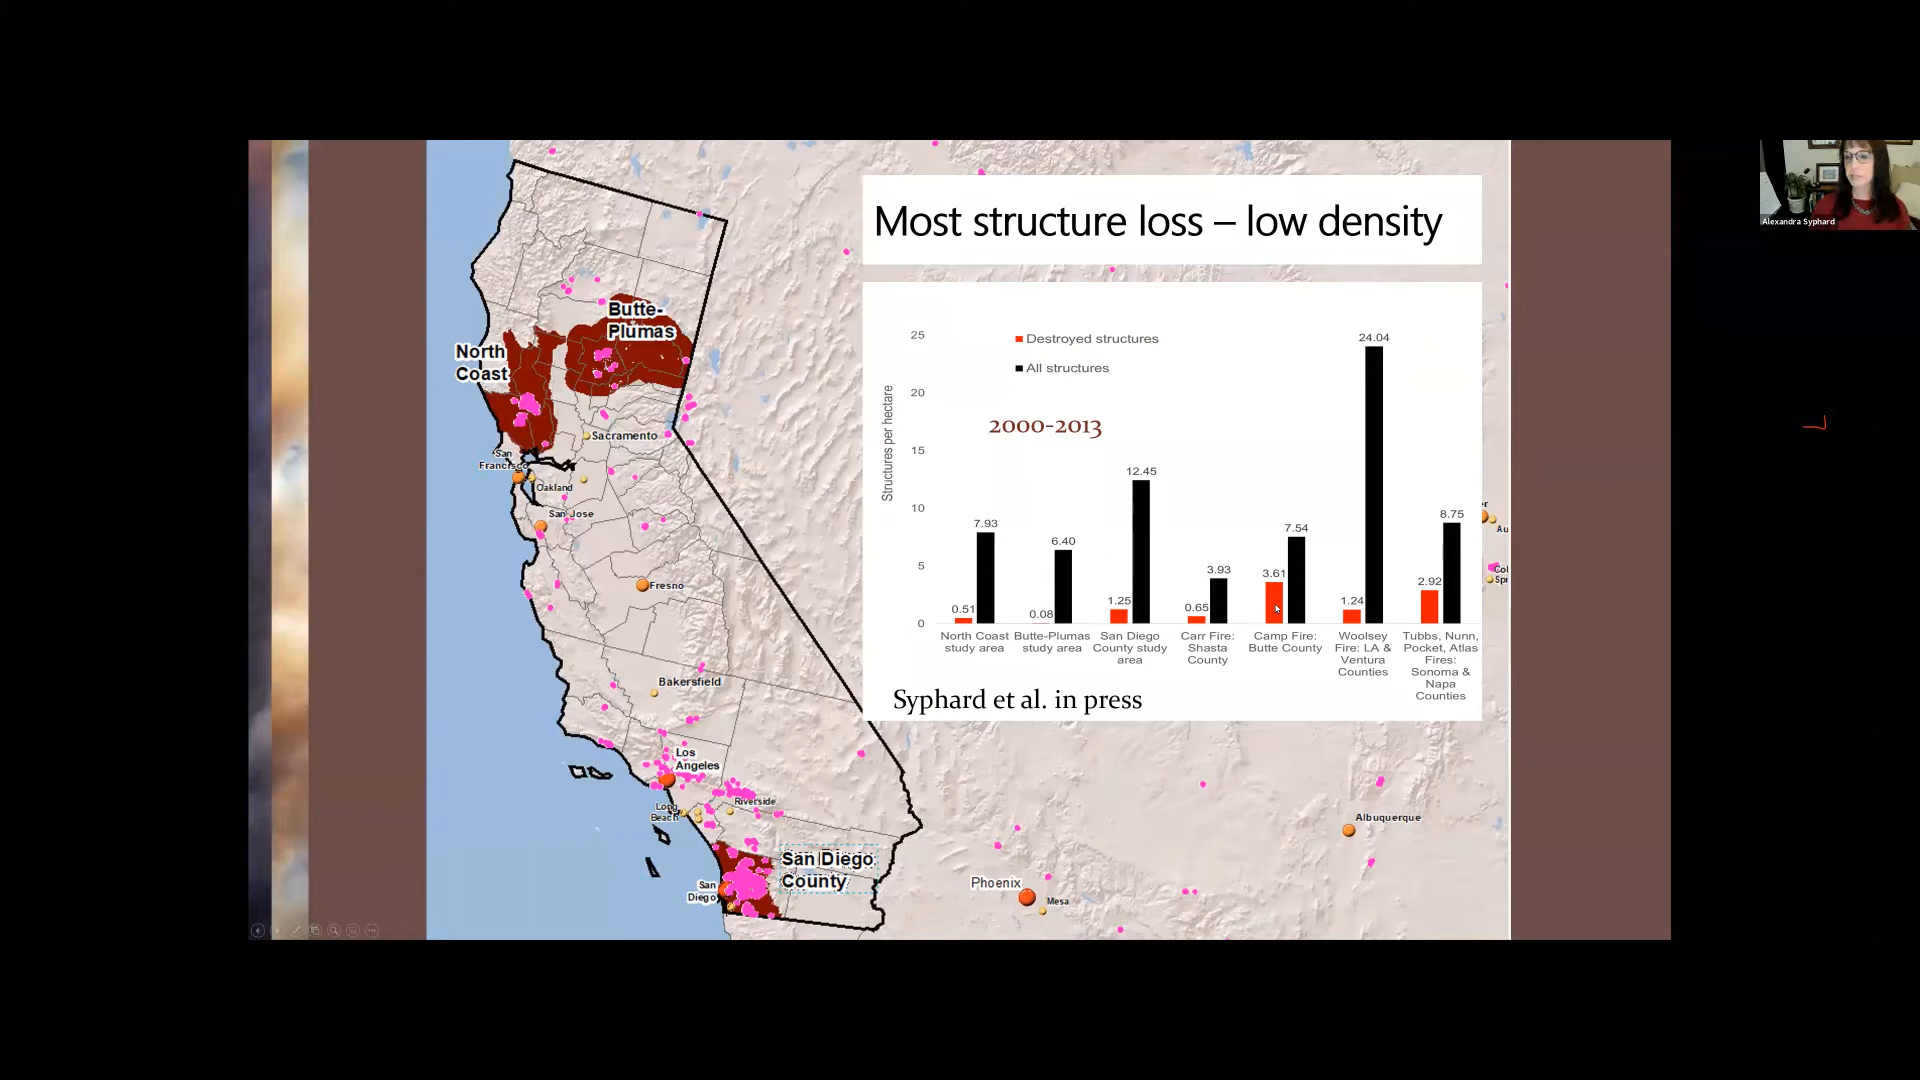 Most structure loss – low density
Butte-
Plumas
North
Coast
Sacramento
San
Francisco
Oakland
San Jose
Fresno
Bakersfield
Los
Angeles
Long
Beach
Riverside
San Diego
County
San
Diego
Phoenix
Mesa
Albuquerque
Au
Col
Spr
Destroyed structures
All structures
2000-2013
Structures per hectare
25
20
15
10
5
0
0.51
7.93
0.08
6.40
1.25
12.45
0.65
3.93
3.61
7.54
1.24
24.04
2.92
8.75
North Coast
study area
Butte-Plumas
study area
San Diego
County study
area
Carr Fire:
Shasta
County
Camp Fire:
Butte County
Woolsey
Fire: LA &
Ventura
Counties
Tubbs, Nunn,
Pocket, Atlas
Fires:
Sonoma &
Napa
Counties
Syphard et al. in press
Alexandra Syphard